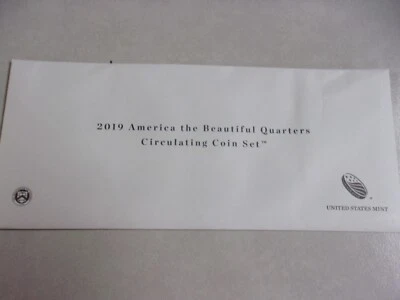 2019 America the Beautiful Quarters
Circulating Coin Set™
UNITED STATES MINT